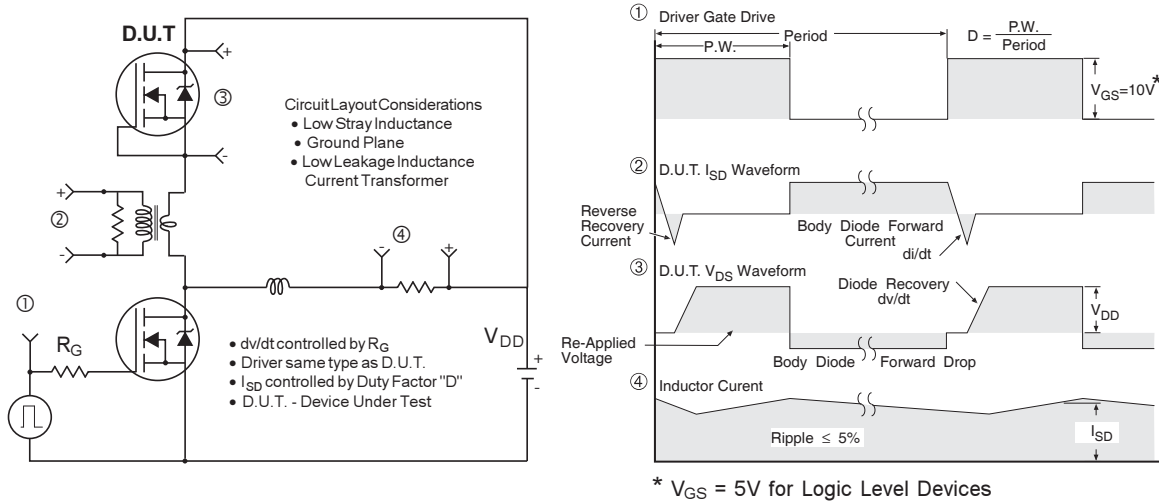 D.U.T
+
③
-
Circuit Layout Considerations
• Low Stray Inductance
• Ground Plane
• Low Leakage Inductance
Current Transformer
+
②
-
④
- +
①
R_G
• dv/dt controlled by R_G
• Driver same type as D.U.T.
• I_SD controlled by Duty Factor "D"
• D.U.T. - Device Under Test
V_DD
+
-
① Driver Gate Drive
P.W.
Period
D = P.W. / Period
V_GS=10V*
② D.U.T. I_SD Waveform
Reverse
Recovery
Current
Body Diode Forward
Current
di/dt
③ D.U.T. V_DS Waveform
Diode Recovery
dv/dt
V_DD
Re-Applied
Voltage
Body Diode Forward Drop
④ Inductor Curent
Ripple ≤ 5%
I_SD
* V_GS = 5V for Logic Level Devices